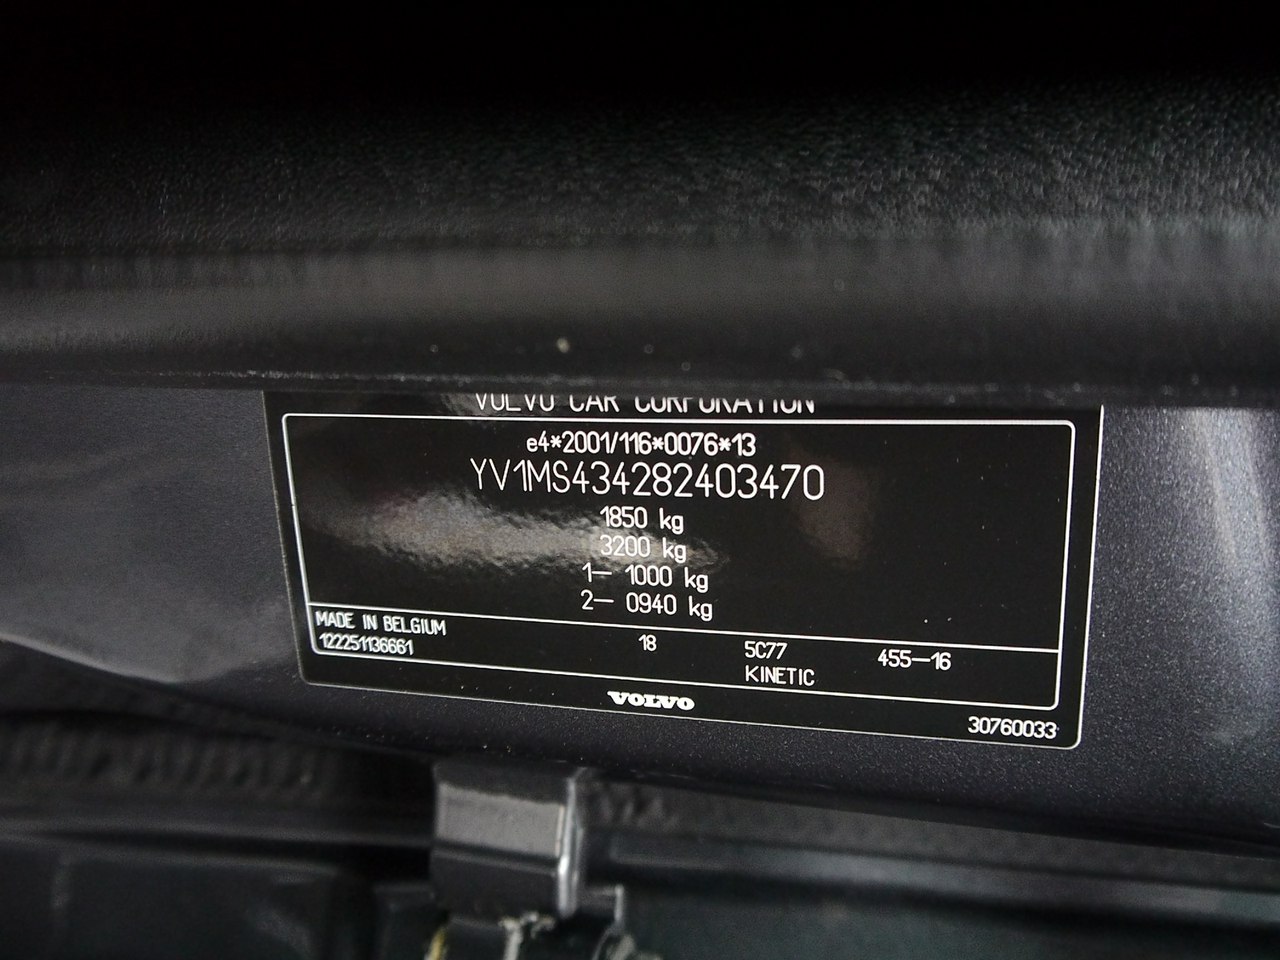 VOLVO CAR CORPORATION
e4*2001/116*0076*13
YV1MS434282403470
1850 kg
3200 kg
1— 1000 kg
2— 0940 kg
MADE IN BELGIUM 18 5C77 455—16
122251136661 KINETIC
VOLVO
30760033